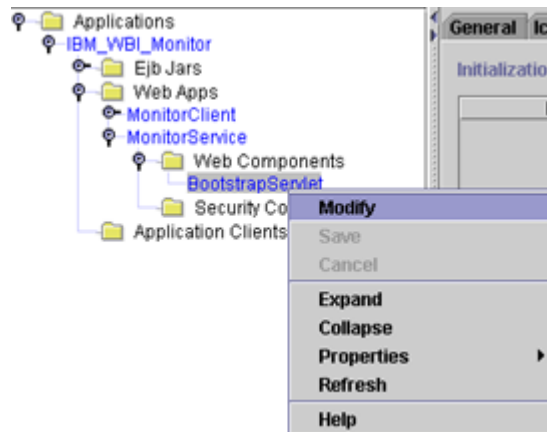 Applications
IBM_WBI_Monitor
Ejb Jars
Web Apps
MonitorClient
MonitorService
Web Components
BootstrapServlet
Security Co
Application Clients
General Ic
Initializatio
Modify
Save
Cancel
Expand
Collapse
Properties
Refresh
Help